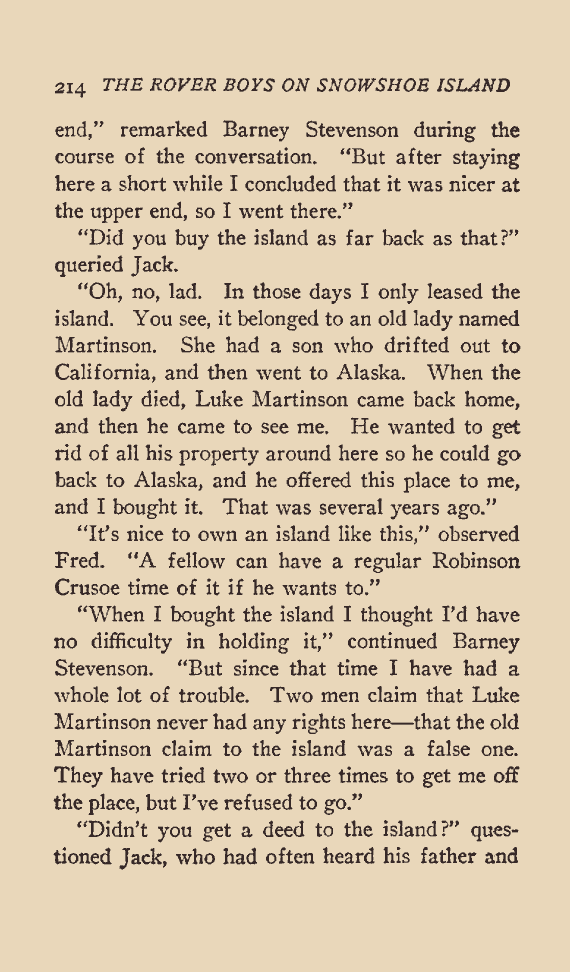 214 THE ROVER BOYS ON SNOWSHOE ISLAND
end,” remarked Barney Stevenson during the
course of the conversation. “But after staying
here a short while I concluded that it was nicer at
the upper end, so I went there.”
“Did you buy the island as far back as that?”
queried Jack.
“Oh, no, lad. In those days I only leased the
island. You see, it belonged to an old lady named
Martinson. She had a son who drifted out to
California, and then went to Alaska. When the
old lady died, Luke Martinson came back home,
and then he came to see me. He wanted to get
rid of all his property around here so he could go
back to Alaska, and he offered this place to me,
and I bought it. That was several years ago.”
“It’s nice to own an island like this,” observed
Fred. “A fellow can have a regular Robinson
Crusoe time of it if he wants to.”
“When I bought the island I thought I’d have
no difficulty in holding it,” continued Barney
Stevenson. “But since that time I have had a
whole lot of trouble. Two men claim that Luke
Martinson never had any rights here—that the old
Martinson claim to the island was a false one.
They have tried two or three times to get me off
the place, but I’ve refused to go.”
“Didn’t you get a deed to the island?” ques-
tioned Jack, who had often heard his father and